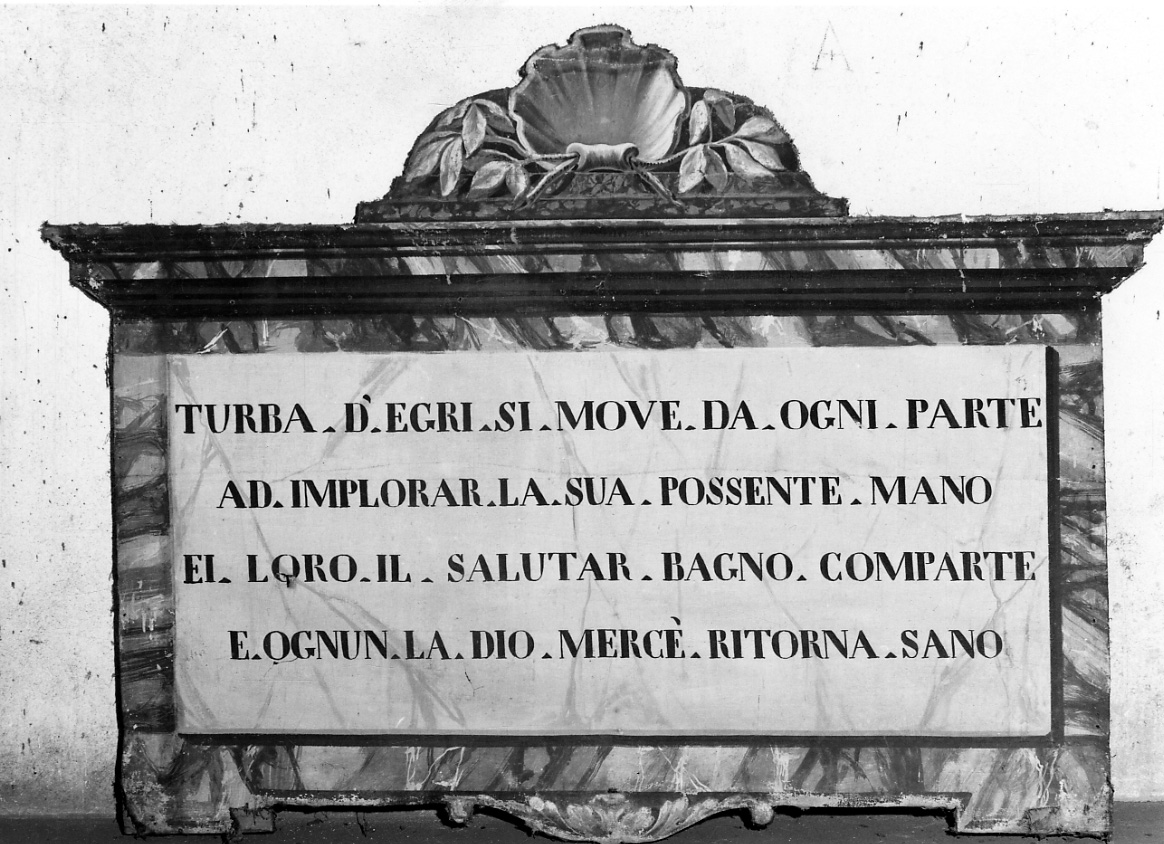 TURBA.D'EGRI.SI.MOVE.DA.OGNI.PARTE
AD.IMPLORAR.LA.SUA.POSSENTE.MANO
EI.LORO.IL.SALUTAR.BAGNO.COMPARTE
E.OGNUN.LA.DIO.MERCÈ.RITORNA.SANO